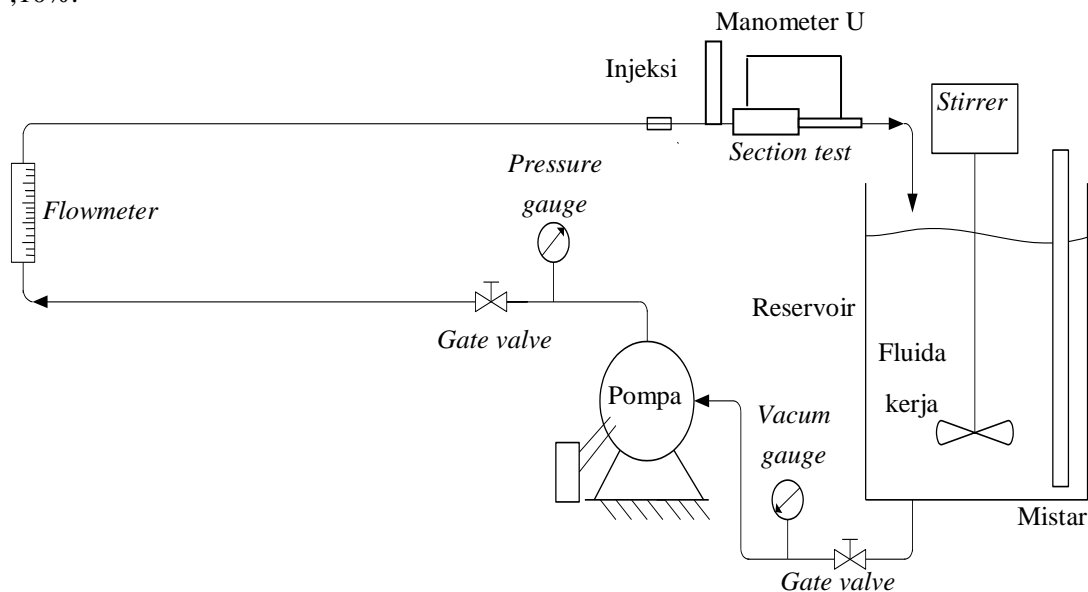 ,10%.
Manometer U
Injeksi
Stirrer
Section test
Pressure
gauge
Flowmeter
Reservoir
Gate valve
Fluida
kerja
Pompa
Vacum
gauge
Mistar
Gate valve